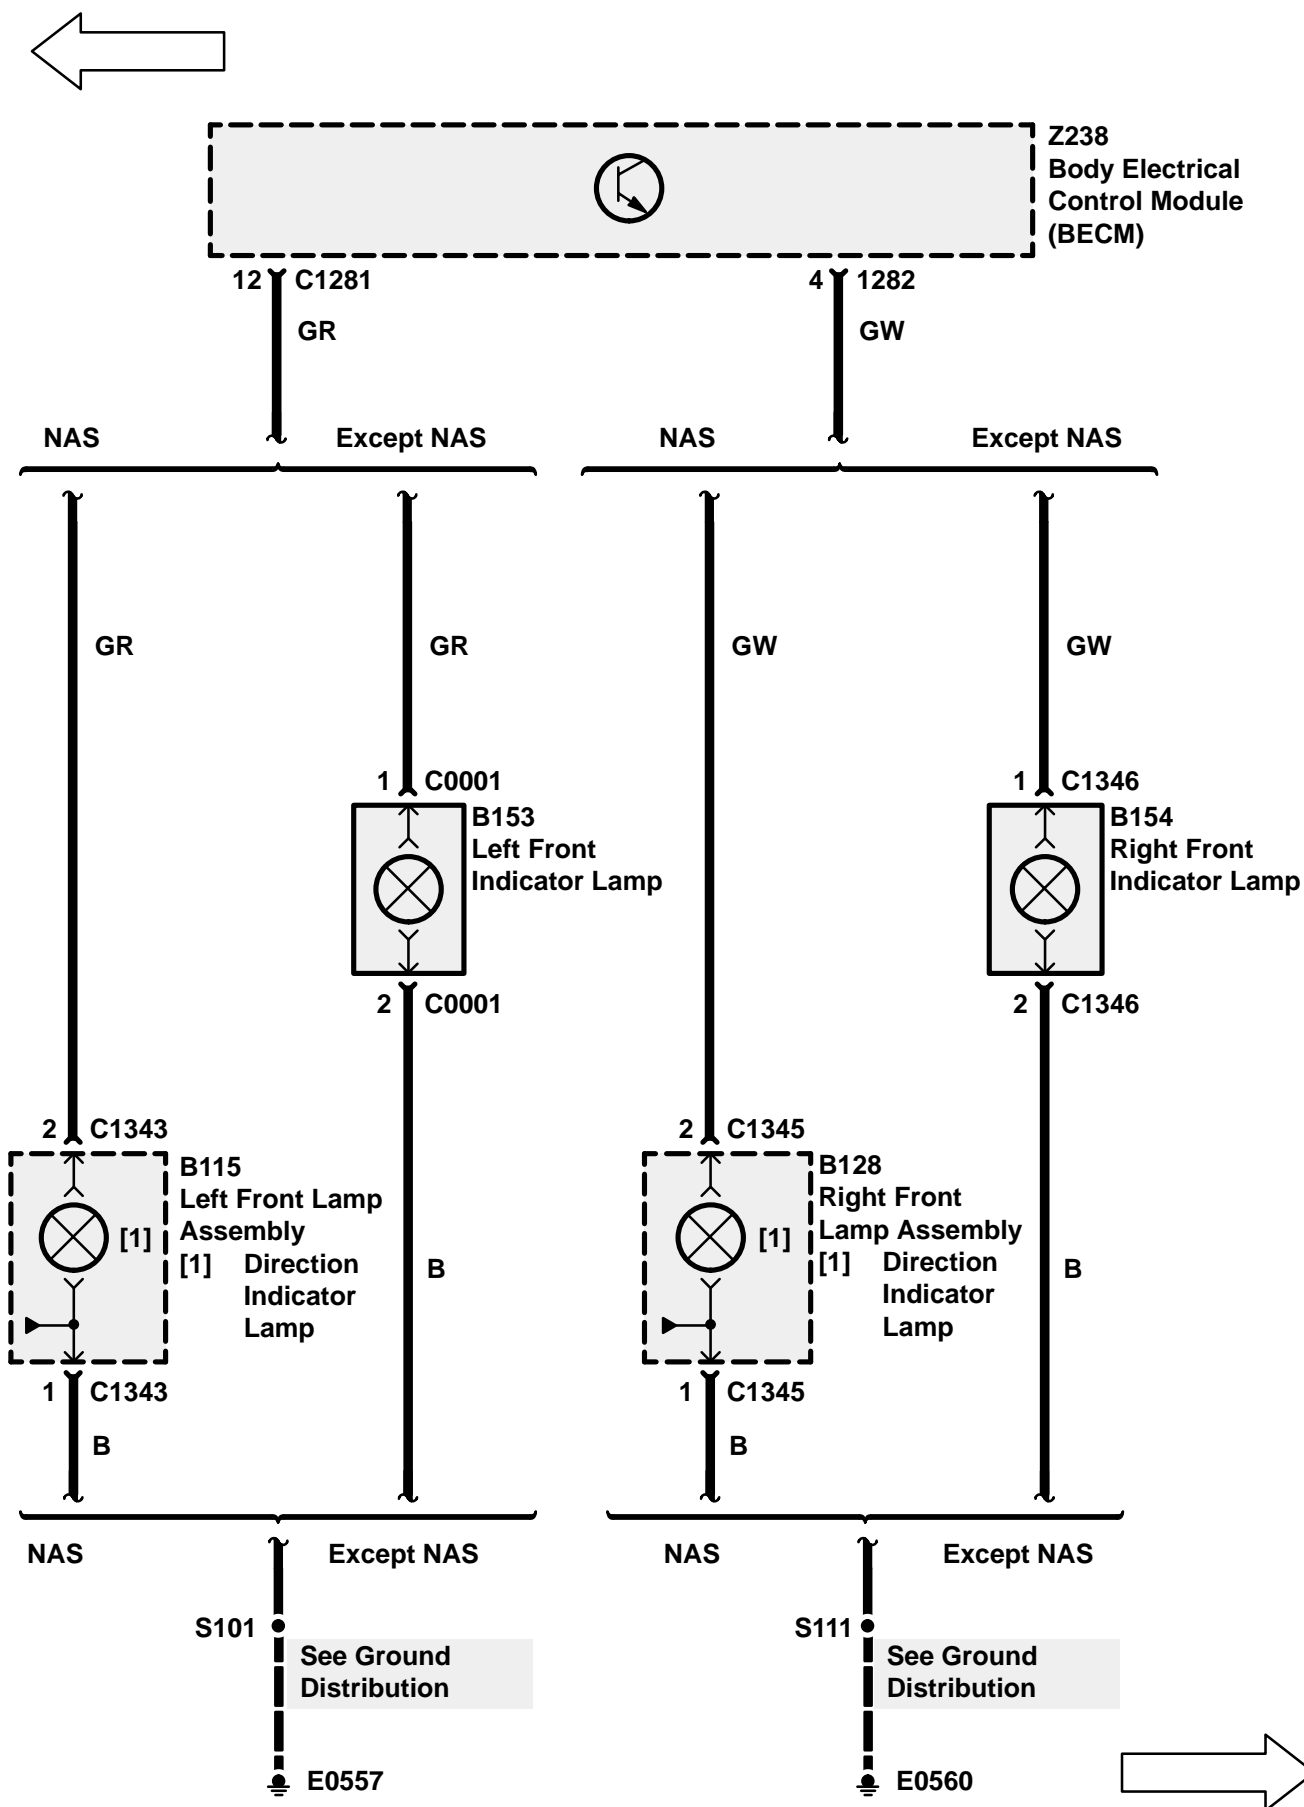 Z238
Body Electrical
Control Module
(BECM)
12 C1281
4 1282
GR
GW
NAS
Except NAS
NAS
Except NAS
GR
GR
GW
GW
1 C0001
1 C1346
B153
Left Front
Indicator Lamp
B154
Right Front
Indicator Lamp
2 C0001
2 C1346
2 C1343
2 C1345
B115
Left Front Lamp
Assembly
[1] Direction
Indicator
Lamp
[1]
B
B128
Right Front
Lamp Assembly
[1] Direction
Indicator
Lamp
[1]
B
1 C1343
1 C1345
B
B
NAS
Except NAS
NAS
Except NAS
S101
S111
See Ground
Distribution
See Ground
Distribution
E0557
E0560